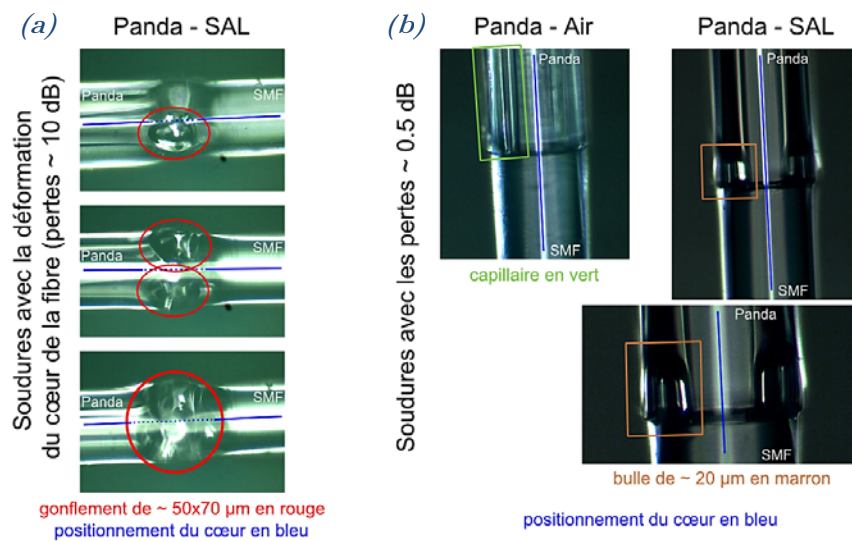 (a)
Panda - SAL
Soudures avec la déformation
du cœur de la fibre (pertes ~ 10 dB)
Panda
SMF
Panda
SMF
Panda
SMF
gonflement de ~ 50x70 µm en rouge
positionnement du cœur en bleu
(b)
Panda - Air
Panda - SAL
Soudures avec les pertes ~ 0.5 dB
Panda
SMF
capillaire en vert
Panda
SMF
Panda
SMF
bulle de ~ 20 µm en marron
positionnement du cœur en bleu